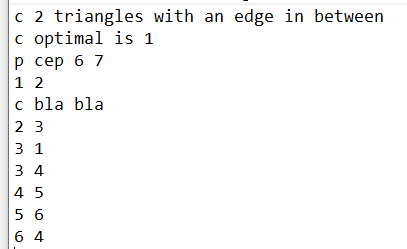 c 2 triangles with an edge in between
c optimal is 1
p cep 6 7
1 2
c bla bla
2 3
3 1
3 4
4 5
5 6
6 4